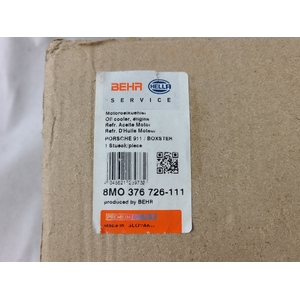 BEHR HELLA
SERVICE
Motorölkühler
Oil cooler, engine
Refr. Aceite Motor
Refr. D'Huile Moteur
PORSCHE 911 / BOXSTER
1 Stueck/piece
8MO 376 726-111
produced by BEHR